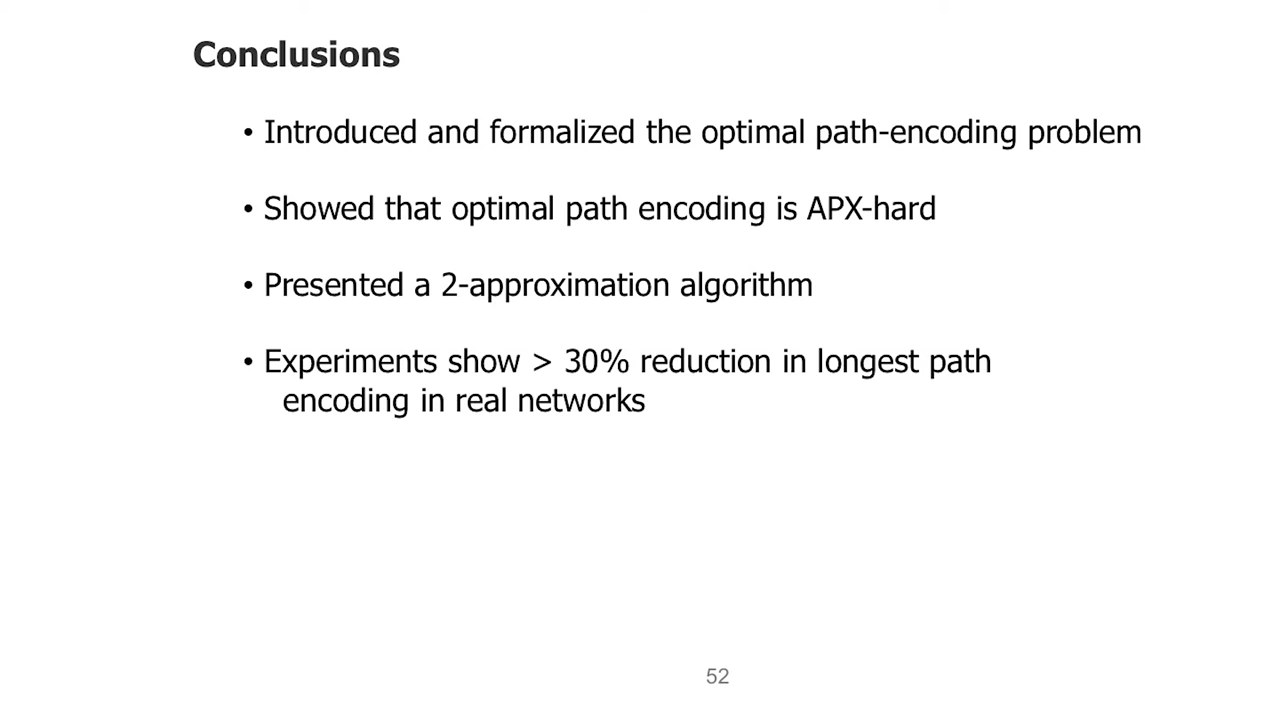 Conclusions
• Introduced and formalized the optimal path-encoding problem
• Showed that optimal path encoding is APX-hard
• Presented a 2-approximation algorithm
• Experiments show > 30% reduction in longest path
encoding in real networks
52